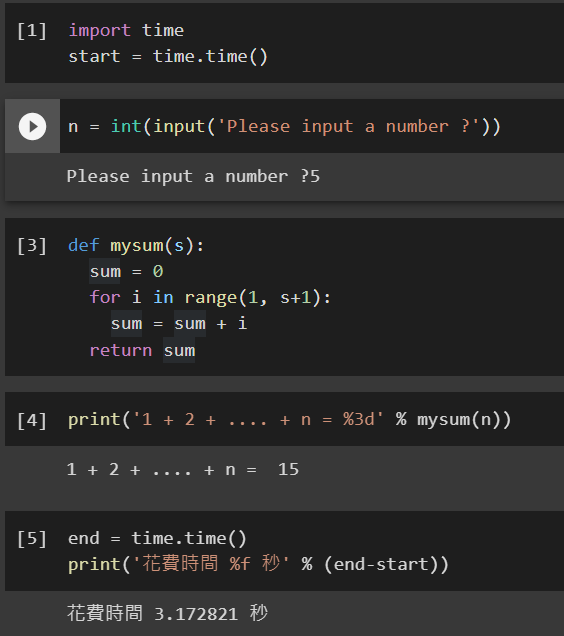 [1] import time
start = time.time()
n = int(input('Please input a number ?'))
Please input a number ?5
[3] def mysum(s):
sum = 0
for i in range(1, s+1):
sum = sum + i
return sum
[4] print('1 + 2 + .... + n = %3d' % mysum(n))
1 + 2 + .... + n =  15
[5] end = time.time()
print('花費時間 %f 秒' % (end-start))
花費時間 3.172821 秒